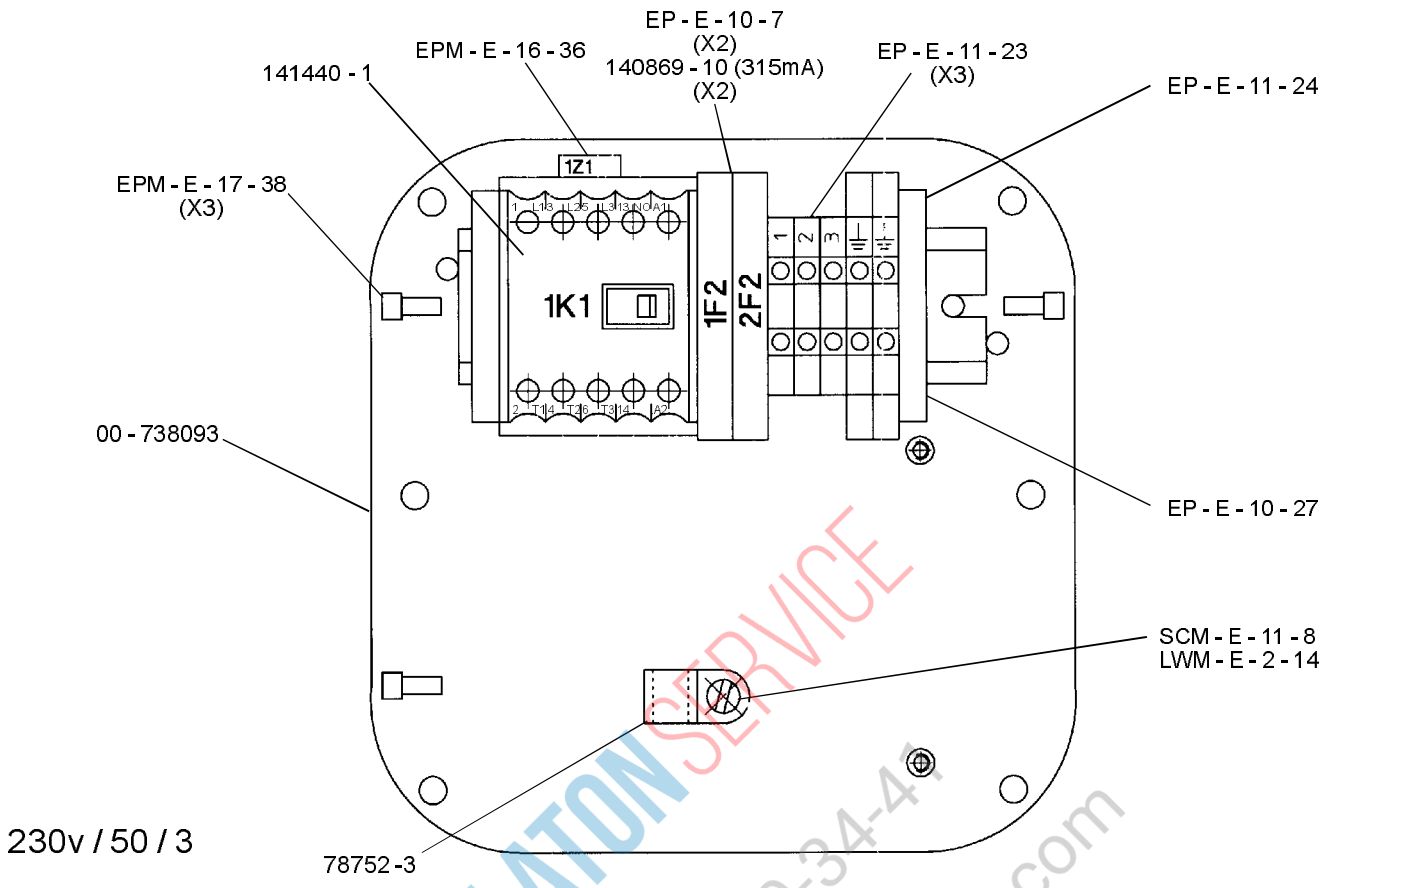 EP - E - 10 - 7
(X2)
140869 - 10 (315mA)
(X2)
EPM - E - 16 - 36
EP - E - 11 - 23
(X3)
141440 - 1
EP - E - 11 - 24
EPM - E - 17 - 38
(X3)
1Z1
1 L1 3 L2 5 L3 13 NO A1
1 2 3
1K1
1F2
2F2
2 T1 4 T2 6 T3 14 A2
00 - 738093
EP - E - 10 - 27
SCM - E - 11 - 8
LWM - E - 2 - 14
78752 - 3
230v / 50 / 3
ATONSERVICE
-34-41
.com